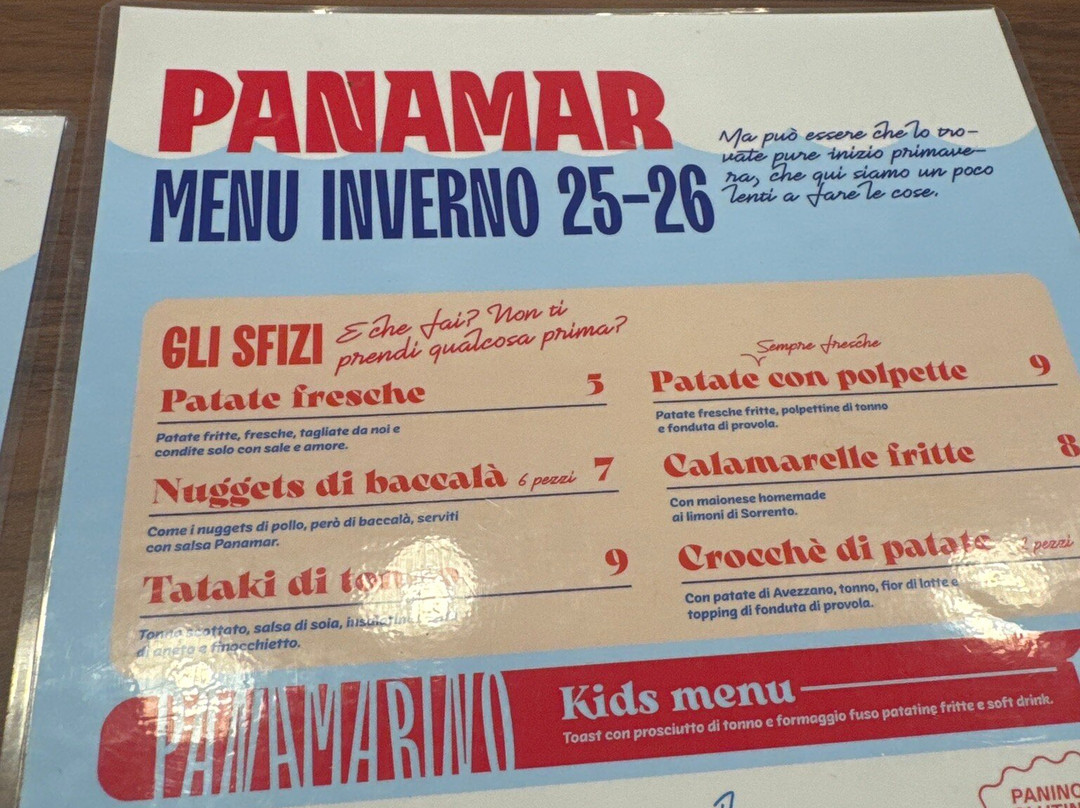 PANAMAR
MENU INVERNO 25-26
Ma può essere che lo tro-
vate pure inizio primave-
ra, che qui siamo un poco
lenti a fare le cose.
GLI SFIZI
E che fai? Non ti
prendi qualcosa prima?
Patate fresche 5
Patate fritte, fresche, tagliate da noi e
condite solo con sale e amore.
Nuggets di baccalà 6 pezzi 7
Come i nuggets di pollo, però di baccalà, serviti
con salsa Panamar.
Tataki di 9
Tonno scottato, salsa di soia,
di aneto e finocchietto.
Sempre fresche
Patate con polpette 9
Patate fresche fritte, polpettine di tonno
e fonduta di provola.
Calamarelle fritte 8
Con maionese homemade
ai limoni di Sorrento.
Crocchè di patate 2 pezzi
Con patate di Avezzano, tonno, fior di latte e
topping di fonduta di provola.
PANAMARINO
Kids menu
Toast con prosciutto di tonno e formaggio fuso patatine fritte e soft drink.
PANINO